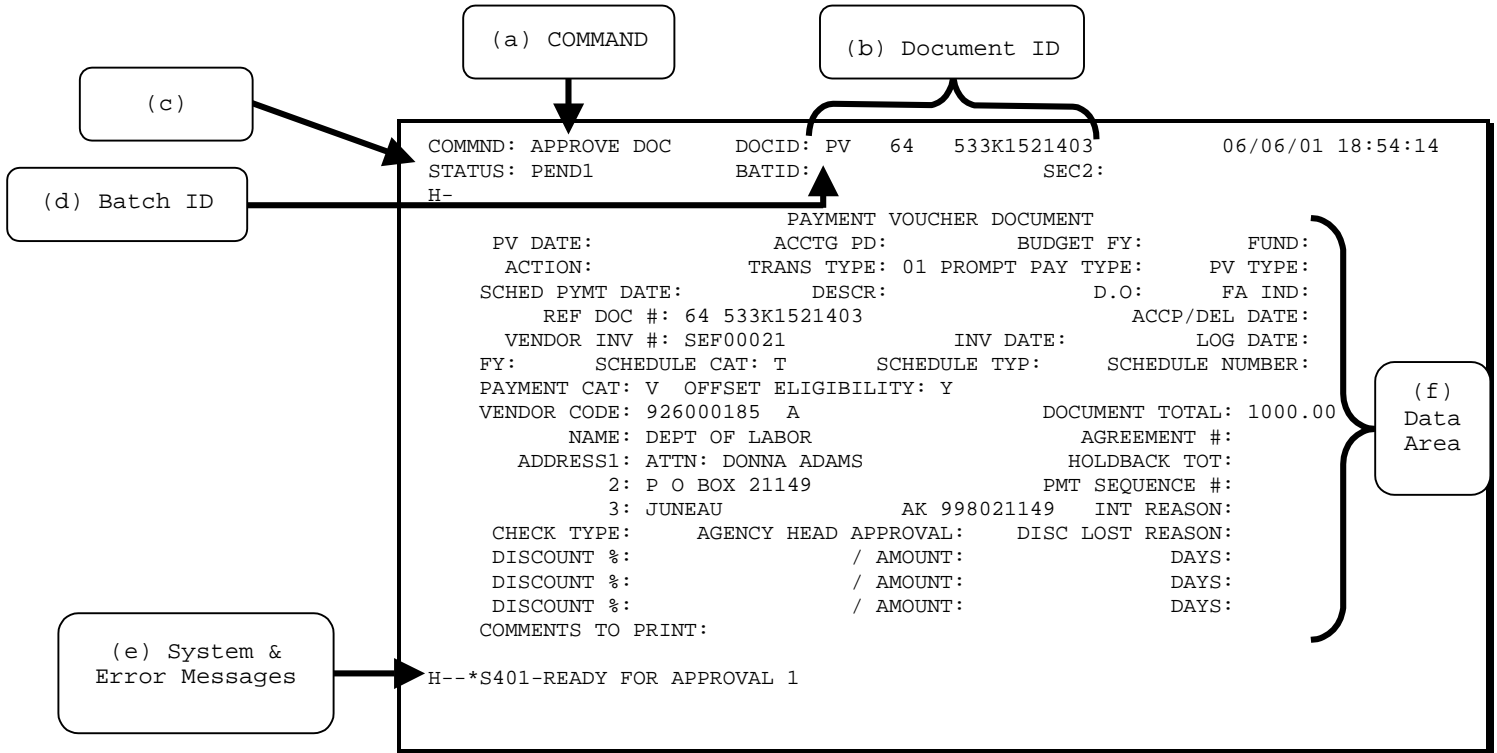 (a) COMMAND
(b) Document ID
(c)
COMMND: APPROVE DOC DOCID: PV 64 533K1521403 06/06/01 18:54:14
STATUS: PEND1 BATID: SEC2:
(d) Batch ID
H-
PAYMENT VOUCHER DOCUMENT
PV DATE: ACCTG PD: BUDGET FY: FUND:
ACTION: TRANS TYPE: 01 PROMPT PAY TYPE: PV TYPE:
SCHED PYMT DATE: DESCR: D.O: FA IND:
REF DOC #: 64 533K1521403 ACCP/DEL DATE:
VENDOR INV #: SEF00021 INV DATE: LOG DATE:
FY: SCHEDULE CAT: T SCHEDULE TYP: SCHEDULE NUMBER:
PAYMENT CAT: V OFFSET ELIGIBILITY: Y
VENDOR CODE: 926000185 A DOCUMENT TOTAL: 1000.00
NAME: DEPT OF LABOR AGREEMENT #:
ADDRESS1: ATTN: DONNA ADAMS HOLDBACK TOT:
2: P O BOX 21149 PMT SEQUENCE #:
3: JUNEAU AK 998021149 INT REASON:
CHECK TYPE: AGENCY HEAD APPROVAL: DISC LOST REASON:
DISCOUNT %: / AMOUNT: DAYS:
DISCOUNT %: / AMOUNT: DAYS:
DISCOUNT %: / AMOUNT: DAYS:
COMMENTS TO PRINT:
(f)
Data
Area
(e) System &
Error Messages
H--*S401-READY FOR APPROVAL 1